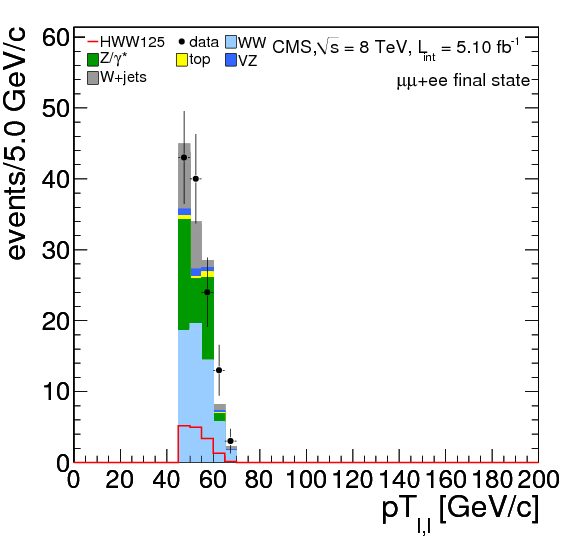 HWW125 data WW
Z/γ* top VZ
W+jets
CMS,√s = 8 TeV, L_int = 5.10 fb⁻¹
μμ+ee final state
events/5.0 GeV/c
60
50
40
30
20
10
0
0 20 40 60 80 100 120 140 160 180 200
pT_l,l [GeV/c]